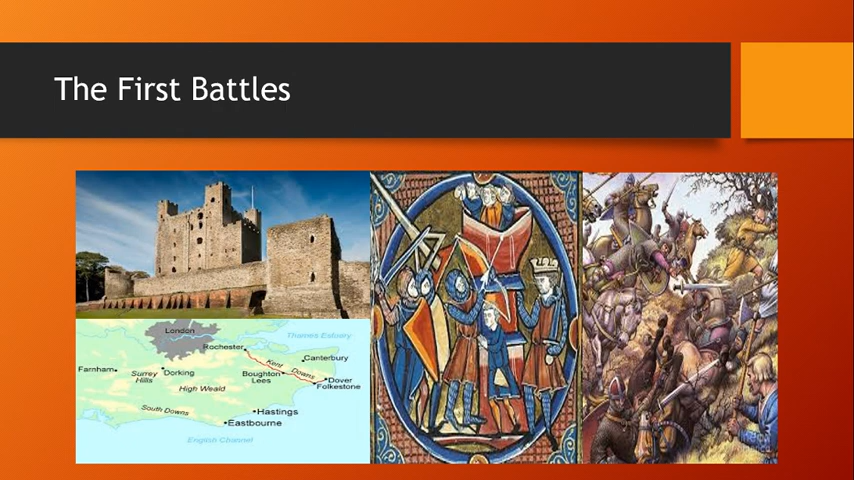 The First Battles
London
Thames Estuary
Rochester
Canterbury
Kent Downs
Farnham
Surrey
Hills
Dorking
Boughton
Lees
Dover
Folkestone
High Weald
South Downs
Hastings
Eastbourne
English Channel